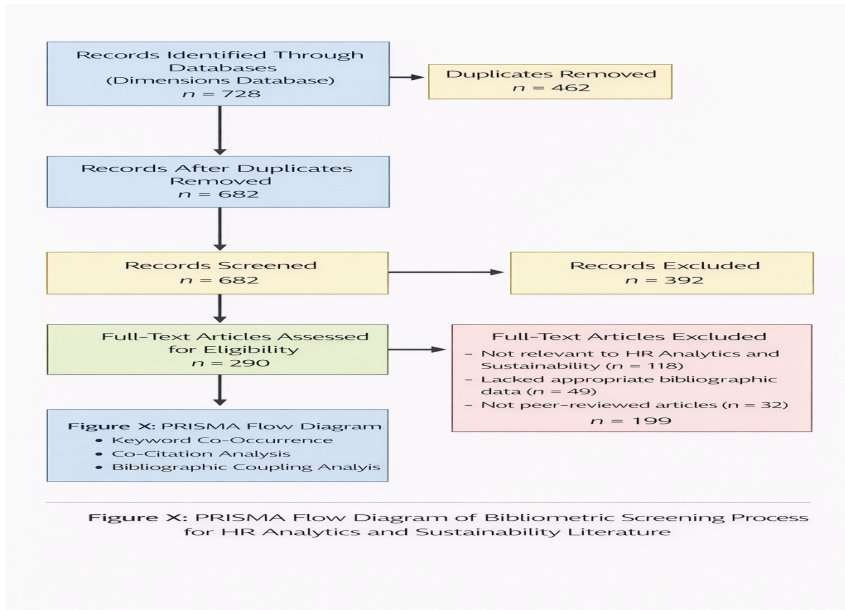 Records Identified Through
Databases
(Dimensions Database)
n = 728
Duplicates Removed
n = 462
Records After Duplicates
Removed
n = 682
Records Screened
n = 682
Records Excluded
n = 392
Full-Text Articles Assessed
for Eligibility
n = 290
Full-Text Articles Excluded
- Not relevant to HR Analytics and
Sustainability (n = 118)
- Lacked appropriate bibliographic
data (n = 49)
- Not peer-reviewed articles (n = 32)
n = 199
Figure X: PRISMA Flow Diagram
• Keyword Co-Occurrence
• Co-Citation Analysis
• Bibliographic Coupling Analyis
Figure X: PRISMA Flow Diagram of Bibliometric Screening Process
for HR Analytics and Sustainability Literature